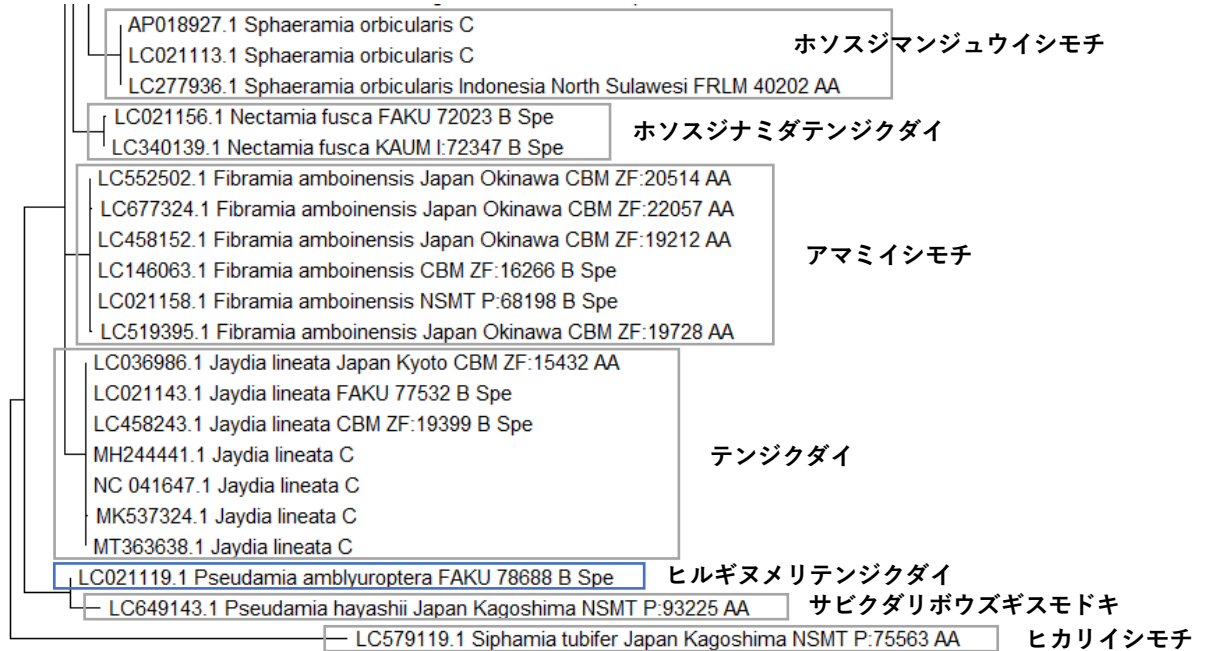 AP018927.1 Sphaeramia orbicularis C
LC021113.1 Sphaeramia orbicularis C
ホソスジマンジュウイシモチ
LC277936.1 Sphaeramia orbicularis Indonesia North Sulawesi FRLM 40202 AA
LC021156.1 Nectamia fusca FAKU 72023 B Spe
ホソスジナミダテンジクダイ
LC340139.1 Nectamia fusca KAUM I:72347 B Spe
LC552502.1 Fibramia amboinensis Japan Okinawa CBM ZF:20514 AA
LC677324.1 Fibramia amboinensis Japan Okinawa CBM ZF:22057 AA
LC458152.1 Fibramia amboinensis Japan Okinawa CBM ZF:19212 AA
アマミイシモチ
LC146063.1 Fibramia amboinensis CBM ZF:16266 B Spe
LC021158.1 Fibramia amboinensis NSMT P:68198 B Spe
LC519395.1 Fibramia amboinensis Japan Okinawa CBM ZF:19728 AA
LC036986.1 Jaydia lineata Japan Kyoto CBM ZF:15432 AA
LC021143.1 Jaydia lineata FAKU 77532 B Spe
LC458243.1 Jaydia lineata CBM ZF:19399 B Spe
MH244441.1 Jaydia lineata C
テンジクダイ
NC 041647.1 Jaydia lineata C
MK537324.1 Jaydia lineata C
MT363638.1 Jaydia lineata C
LC021119.1 Pseudamia amblyuroptera FAKU 78688 B Spe
ヒルギヌメリテンジクダイ
LC649143.1 Pseudamia hayashii Japan Kagoshima NSMT P:93225 AA
サビクダリボウズギスモドキ
LC579119.1 Siphamia tubifer Japan Kagoshima NSMT P:75563 AA
ヒカリイシモチ